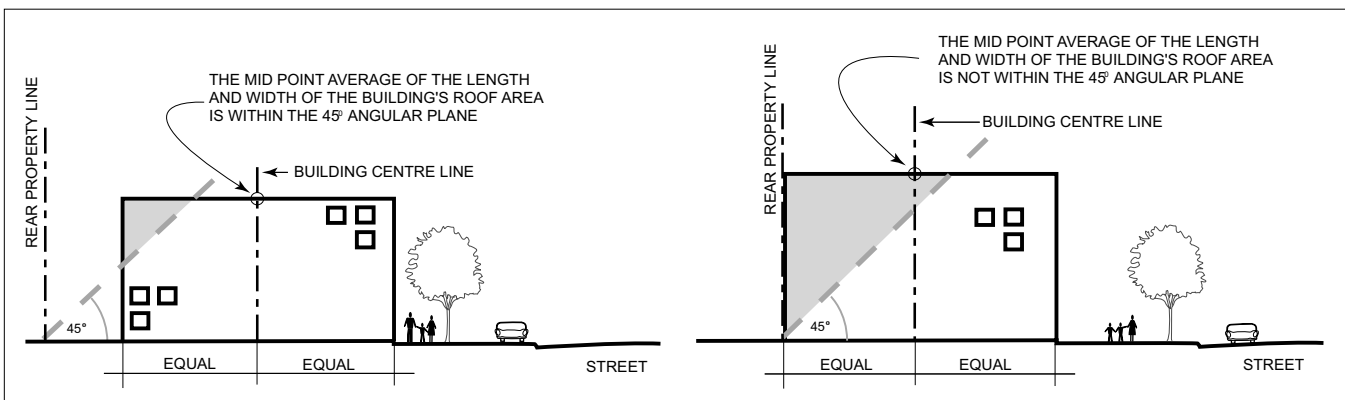 REAR PROPERTY LINE
THE MID POINT AVERAGE OF THE LENGTH
AND WIDTH OF THE BUILDING'S ROOF AREA
IS WITHIN THE 45º ANGULAR PLANE
BUILDING CENTRE LINE
45°
EQUAL
EQUAL
STREET
REAR PROPERTY LINE
THE MID POINT AVERAGE OF THE LENGTH
AND WIDTH OF THE BUILDING'S ROOF AREA
IS NOT WITHIN THE 45º ANGULAR PLANE
BUILDING CENTRE LINE
45°
EQUAL
EQUAL
STREET